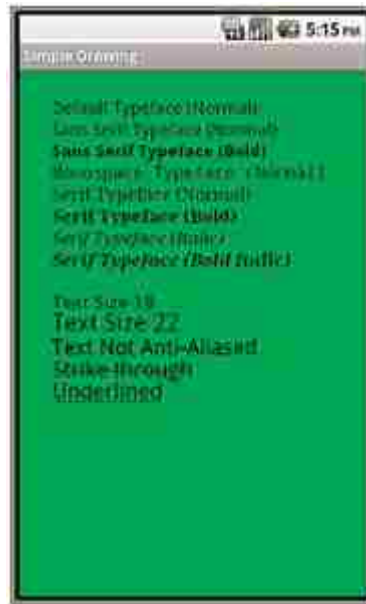 5:15 PM
Simple Drawing
Default Typeface (Normal)
Sans Serif Typeface (Normal)
Sans Serif Typeface (Bold)
Monospace Typeface (Normal)
Serif Typeface (Normal)
Serif Typeface (Bold)
Serif Typeface (Italic)
Serif Typeface (Bold Italic)
Text Size 18
Text Size 22
Text Not Anti-Aliased
Strike-through
Underlined